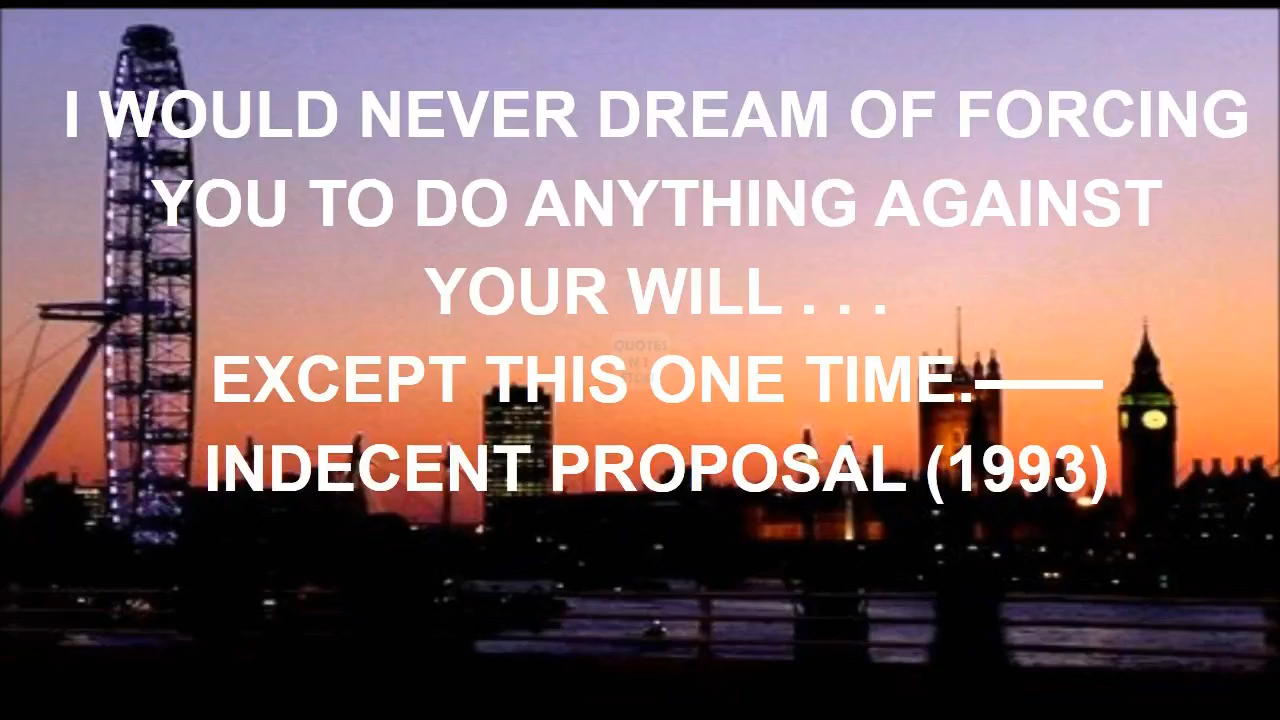 I WOULD NEVER DREAM OF FORCING
YOU TO DO ANYTHING AGAINST
YOUR WILL . . .
EXCEPT THIS ONE TIME.——
INDECENT PROPOSAL (1993)
QUOTES